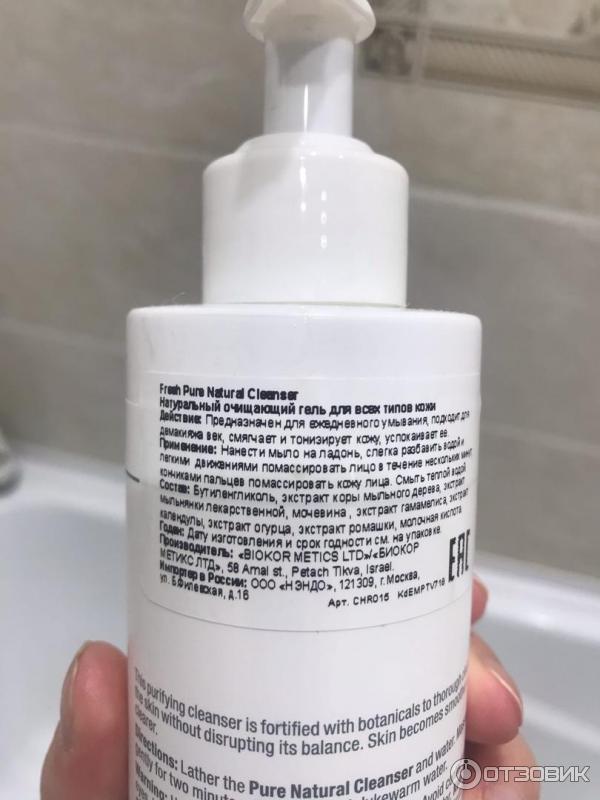 Fresh Pure Natural Cleanser
Натуральный очищающий гель для всех типов кожи
Действие: Предназначен для ежедневного умывания, подходит для
демакияжа век, смягчает и тонизирует кожу, успокаивает ее.
Применение: Нанести мыло на ладонь, слегка разбавить водой и
легкими движениями помассировать лицо в течение нескольких минут,
кончиками пальцев помассировать кожу лица. Смыть теплой водой.
Состав: Бутиленгликоль, экстракт коры мыльного дерева, экстракт
мыльнянки лекарственной, мочевина , экстракт гамамелиса, экстракт
календулы, экстракт огурца, экстракт ромашки, молочная кислота
Годен: Дату изготовления и срок годности см. на упаковке.
Производитель: «BIOKOR METICS LTD»/«БИОКОР
МЕТИКС ЛТД», 58 Amal st., Petach Tikva, Israel.
Импортер в России: ООО «НЭНДО», 121309, г.Москва,
ул. Б.Филевская, д.16
EAC
Арт. CHR015 KdEMPTV718
This purifying cleanser is fortified with botanicals to
the skin without disrupting its balance. Skin becomes
clearer.
Directions: Lather the Pure Natural Cleanser and water.
gently for two minutes lukewarm water.
Warning:
ОТЗОВИК